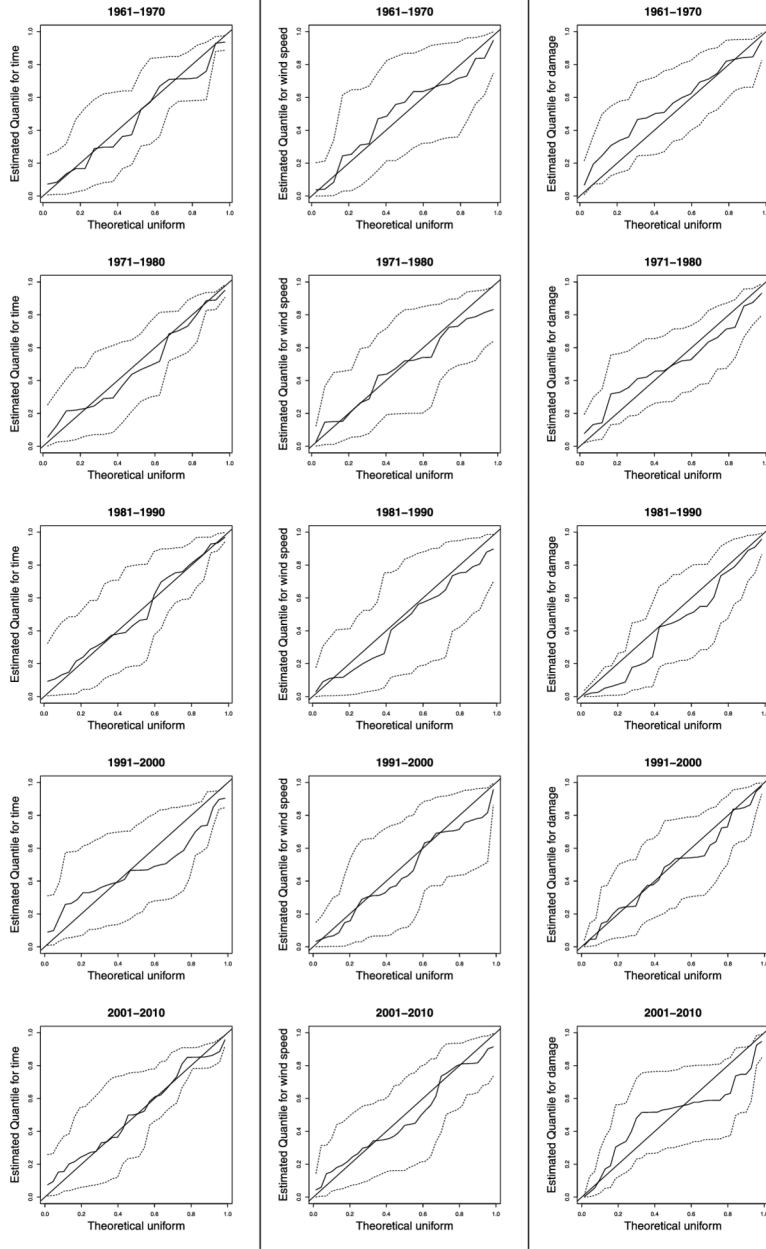 1961−1970
Estimated Quantile for time
0.0 0.2 0.4 0.6 0.8 1.0
0.0 0.2 0.4 0.6 0.8 1.0
Theoretical uniform
1961−1970
Estimated Quantile for wind speed
0.0 0.2 0.4 0.6 0.8 1.0
0.0 0.2 0.4 0.6 0.8 1.0
Theoretical uniform
1961−1970
Estimated Quantile for damage
0.0 0.2 0.4 0.6 0.8 1.0
0.0 0.2 0.4 0.6 0.8 1.0
Theoretical uniform
1971−1980
Estimated Quantile for time
0.0 0.2 0.4 0.6 0.8 1.0
0.0 0.2 0.4 0.6 0.8 1.0
Theoretical uniform
1971−1980
Estimated Quantile for wind speed
0.0 0.2 0.4 0.6 0.8 1.0
0.0 0.2 0.4 0.6 0.8 1.0
Theoretical uniform
1971−1980
Estimated Quantile for damage
0.0 0.2 0.4 0.6 0.8 1.0
0.0 0.2 0.4 0.6 0.8 1.0
Theoretical uniform
1981−1990
Estimated Quantile for time
0.0 0.2 0.4 0.6 0.8 1.0
0.0 0.2 0.4 0.6 0.8 1.0
Theoretical uniform
1981−1990
Estimated Quantile for wind speed
0.0 0.2 0.4 0.6 0.8 1.0
0.0 0.2 0.4 0.6 0.8 1.0
Theoretical uniform
1981−1990
Estimated Quantile for damage
0.0 0.2 0.4 0.6 0.8 1.0
0.0 0.2 0.4 0.6 0.8 1.0
Theoretical uniform
1991−2000
Estimated Quantile for time
0.0 0.2 0.4 0.6 0.8 1.0
0.0 0.2 0.4 0.6 0.8 1.0
Theoretical uniform
1991−2000
Estimated Quantile for wind speed
0.0 0.2 0.4 0.6 0.8 1.0
0.0 0.2 0.4 0.6 0.8 1.0
Theoretical uniform
1991−2000
Estimated Quantile for damage
0.0 0.2 0.4 0.6 0.8 1.0
0.0 0.2 0.4 0.6 0.8 1.0
Theoretical uniform
2001−2010
Estimated Quantile for time
0.0 0.2 0.4 0.6 0.8 1.0
0.0 0.2 0.4 0.6 0.8 1.0
Theoretical uniform
2001−2010
Estimated Quantile for wind speed
0.0 0.2 0.4 0.6 0.8 1.0
0.0 0.2 0.4 0.6 0.8 1.0
Theoretical uniform
2001−2010
Estimated Quantile for damage
0.0 0.2 0.4 0.6 0.8 1.0
0.0 0.2 0.4 0.6 0.8 1.0
Theoretical uniform